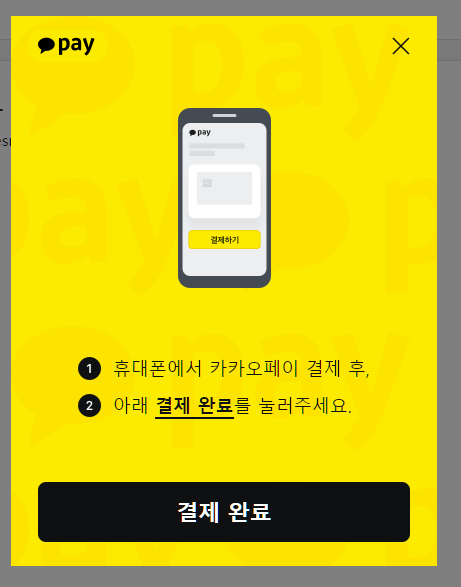 pay
pay
결제하기
1 휴대폰에서 카카오페이 결제 후,
2 아래 결제 완료를 눌러주세요.
결제 완료